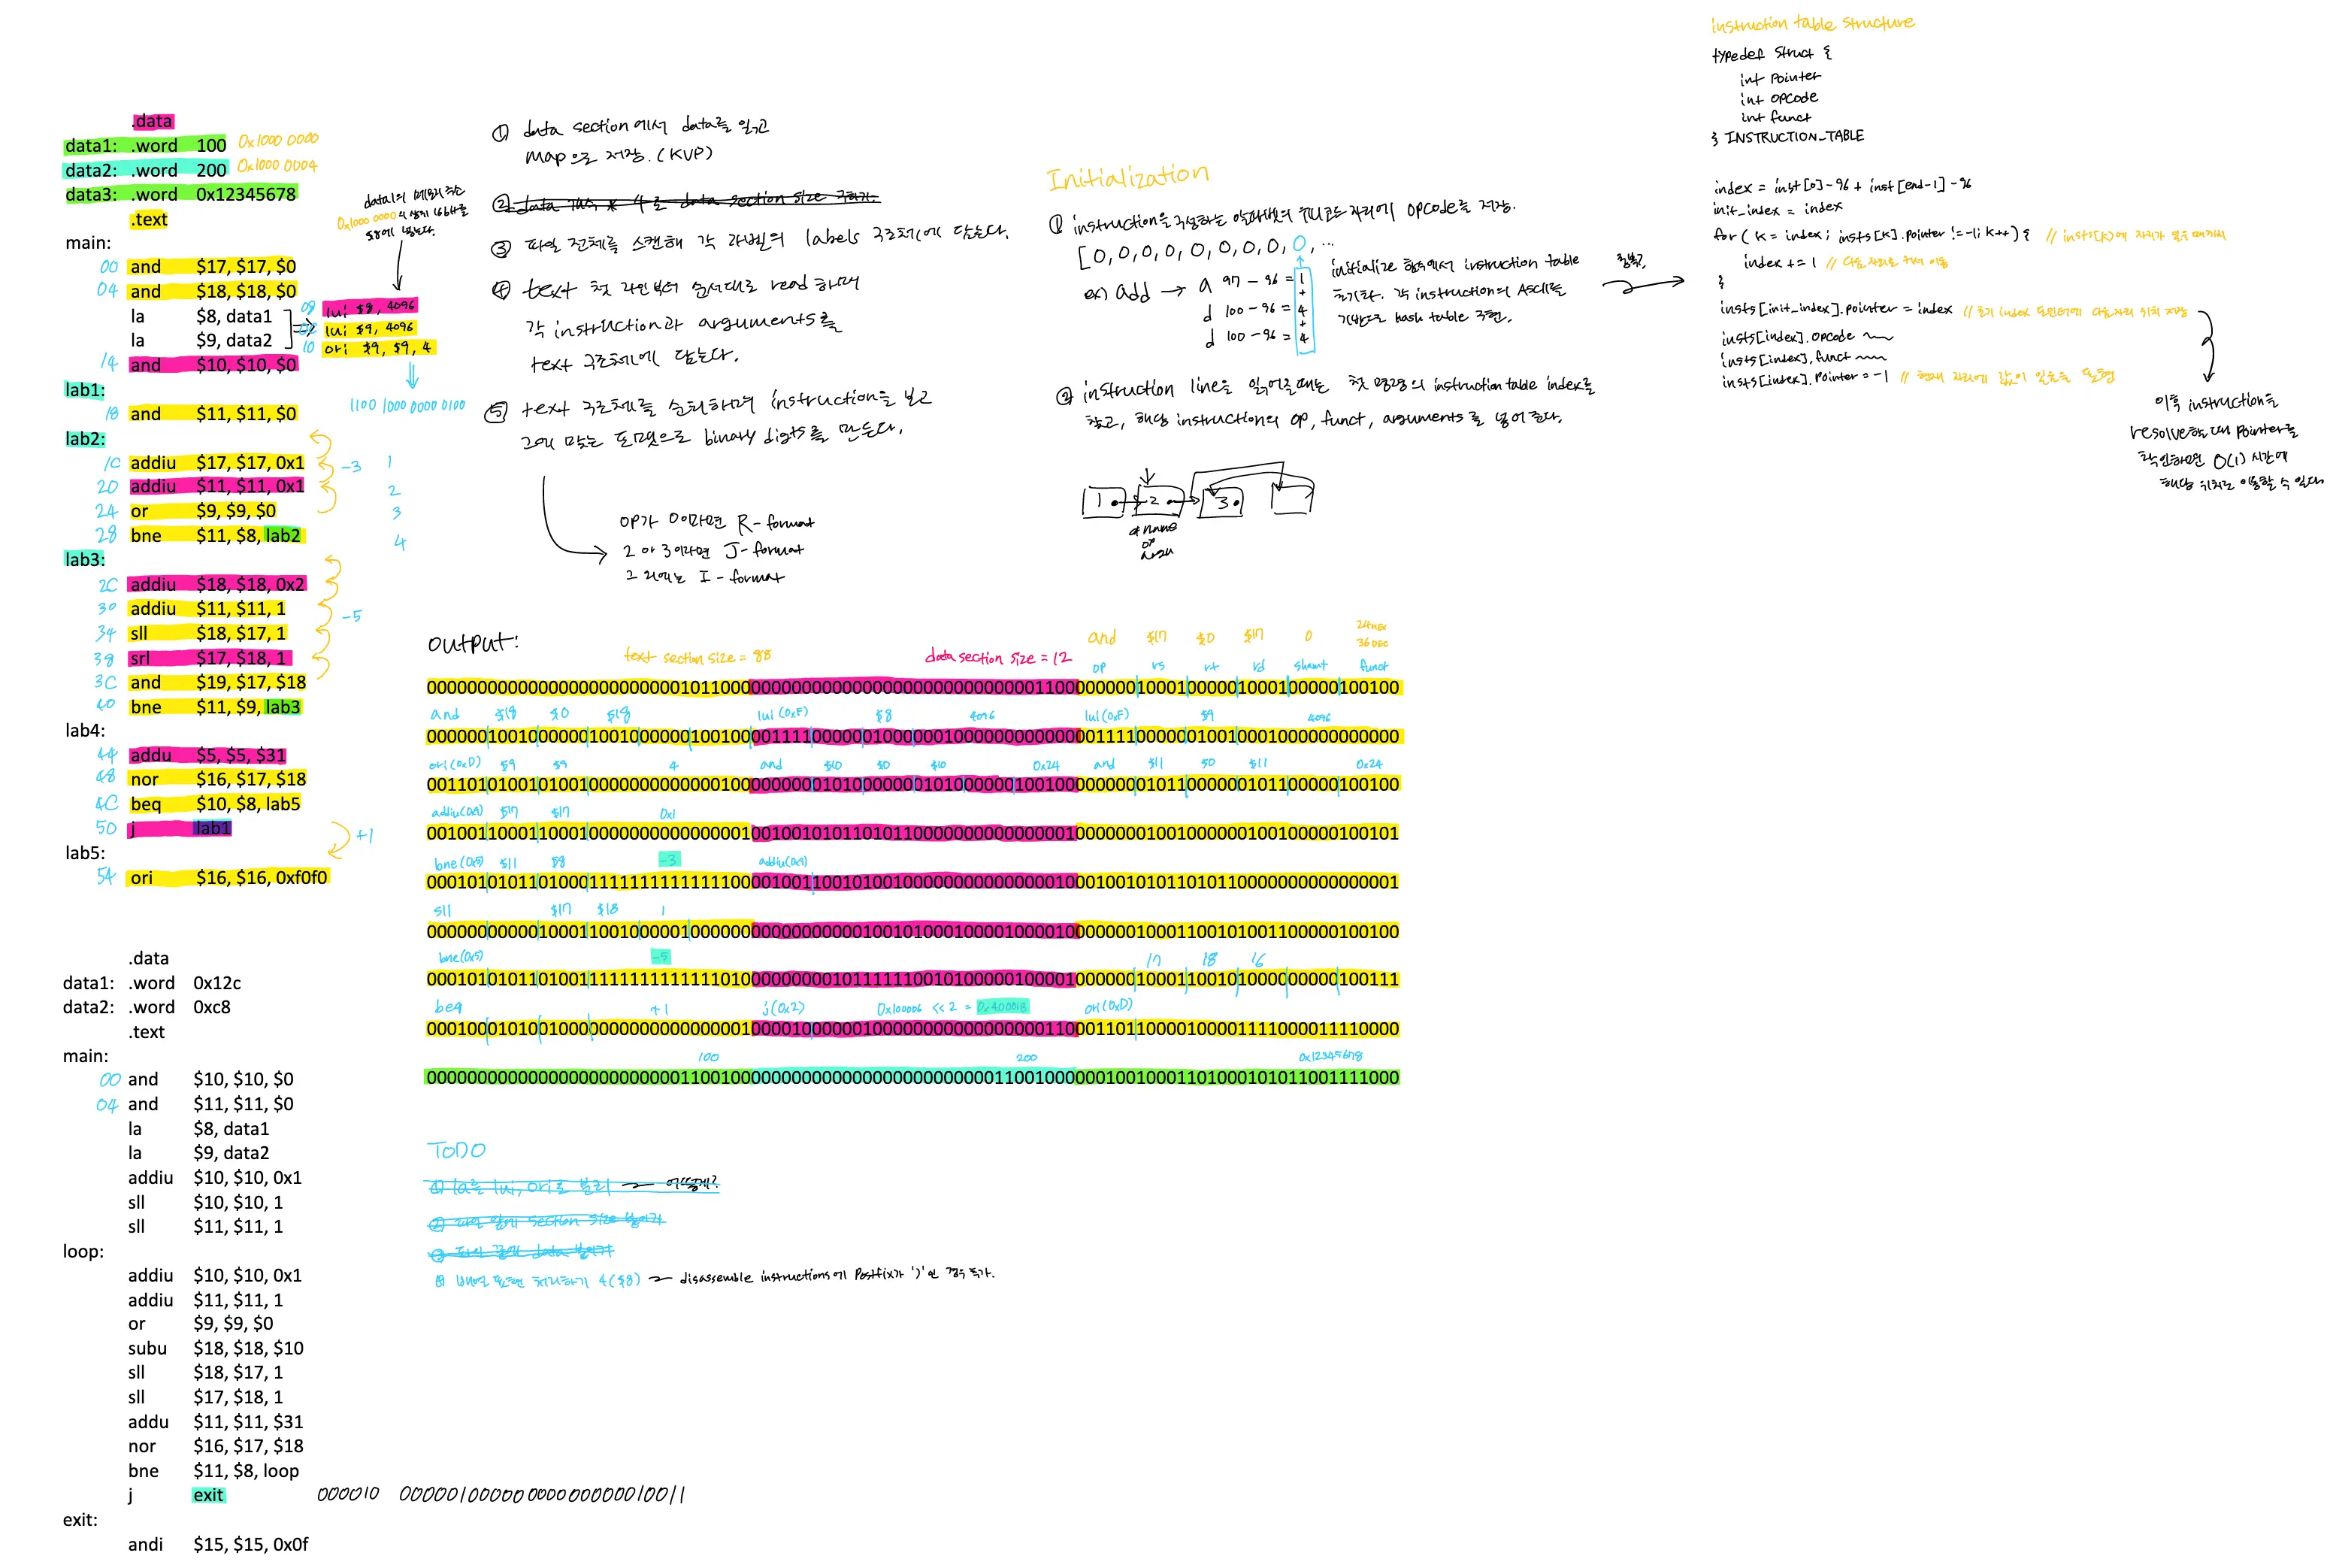 .data
data1: .word 100 0x1000 0000
data2: .word 200 0x1000 0004
data3: .word 0x12345678
.text
main:
00 and $17, $17, $0
04 and $18, $18, $0
la $8, data1
la $9, data2
14 and $10, $10, $0
lab1:
18 and $11, $11, $0
lab2:
1C addiu $17, $17, 0x1
20 addiu $11, $11, 0x1
24 or $9, $9, $0
28 bne $11, $8, lab2
lab3:
2C addiu $18, $18, 0x2
30 addiu $11, $11, 1
34 sll $18, $17, 1
38 srl $17, $18, 1
3C and $19, $17, $18
40 bne $11, $9, lab3
lab4:
44 addu $5, $5, $31
48 nor $16, $17, $18
4C beq $10, $8, lab5
50 j lab1
lab5:
54 ori $16, $16, 0xf0f0
data1의 메모리 주소
0x1000 0000의 상위 16bit를
$8에 넣는다.
08 lui $8, 4096
0C lui $9, 4096
10 ori $9, $9, 4
1100 1000 0000 0100
-3
1
2
3
4
-5
+1
.data
data1: .word 0x12c
data2: .word 0xc8
.text
main:
00 and $10, $10, $0
04 and $11, $11, $0
la $8, data1
la $9, data2
addiu $10, $10, 0x1
sll $10, $10, 1
sll $11, $11, 1
loop:
addiu $10, $10, 0x1
addiu $11, $11, 1
or $9, $9, $0
subu $18, $18, $10
sll $18, $17, 1
sll $17, $18, 1
addu $11, $11, $31
nor $16, $17, $18
bne $11, $8, loop
j exit 000010 00000100000000000000010011
exit:
andi $15, $15, 0x0f
① data section에서 data를 읽고
Map으로 저장. (KVP)
② data 개수 * 4로 data section size 구하기.
③ 파일 전체를 스캔해 각 라벨의 labels 구조체에 담는다.
④ text 첫 라인부터 순서대로 read 하며
각 instruction과 arguments를
text 구조체에 담는다.
⑤ text 구조체를 순회하며 instruction을 보고
그에 맞는 포맷으로 binary digits를 만든다.
OP가 0이라면 R-format
2 or 3이라면 J-format
그 외에는 I-format
Initialization
① instruction을 구성하는 알파벳의 유니코드 자리에 opcode를 저장.
[0,0,0,0,0,0,0,0,0,...
ex) add → a 97 - 96 = 1
+
d 100 - 96 = 4
+
d 100 - 96 = 4
initialize 함수에서 instruction table
초기화. 각 instruction의 ASCII를
기반으로 hash table 구현.
② instruction line을 읽어올때는 첫 명령의 instruction table index를
찾고, 해당 instruction의 op, funct, arguments를 넣어준다.
1 2 3
name
op
instruction table structure
typedef struct {
int pointer
int opcode
int funct
} INSTRUCTION_TABLE
index = inst[0] - 96 + inst[end-1] - 96
init_index = index
for ( k = index; insts[k].pointer != -1; k++) { // insts[k]에 자리가 있을 때까지
index += 1 // 다음 자리로 계속 이동
}
insts[init_index].pointer = index // 초기 index 포인터에 다음자리 위치 저장
insts[index].opcode
insts[index].funct
insts[index].pointer = -1 // 현재 자리에 값이 있음을 표현
이후 instruction을
resolve할 때 pointer를
확인하면 O(1) 시간에
해당 위치로 이동할 수 있다.
output:
text section size = 88 data section size = 12
and $17 $0 $17 0 24HEX
36DEC
op rs rt rd shamt funct
000000000000000000000000010110000000000000000000000000000000110000000010001000001000100000100100
and $18 $0 $18 lui(0xF) $8 4096 lui(0xF) $9 4096
000000100100000010010000001001000011110000001000000100000000000000111100000010010001000000000000
ori(0xD) $9 $9 4 and $10 $0 $10 0x24 and $11 $0 $11 0x24
001101010010100100000000000001000000000101000000010100000010010000000001011000000101100000100100
addiu(0x9) $17 $17 0x1
001001100011000100000000000000010010010101101011000000000000000100000001001000000100100000100101
bne(0x5) $11 $8 -3 addiu(0x9)
000101010110100011111111111111000010011001010010000000000000001000100101011010110000000000000001
sll $17 $18 1
000000000001000110010000010000000000000000010010100010000100001000000010001100101001100000100100
bne(0x5) -5 17 18 16
000101010110100111111111111110100000000010111111001010000010000100000010001100101000000000100111
beq +1 j(0x2) 0x100006 << 2 = 0x400018 ori(0xD)
000100010100100000000000000000010000100000010000000000000000011000110110000100001111000011110000
100 200 0x12345678
000000000000000000000000011001000000000000000000000000001100100000010010001101000101011001111000
TODO
① la를 lui, ori로 분리 ~ 어떻게?
② 파일 앞에 section size 붙이기
③ 파일 끝에 data 붙이기
④ 배열 표현 처리하기 4($8) ~ disassemble instructions에 Postfix가 ')'인 경우 추가.